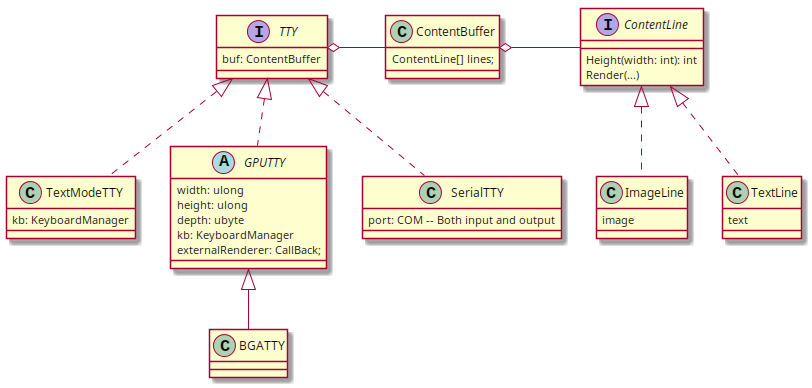 I TTY
buf: ContentBuffer
C ContentBuffer
ContentLine[] lines;
I ContentLine
Height(width: int): int
Render(...)
C TextModeTTY
kb: KeyboardManager
A GPUTTY
width: ulong
height: ulong
depth: ubyte
kb: KeyboardManager
externalRenderer: CallBack;
C SerialTTY
port: COM -- Both input and output
C ImageLine
image
C TextLine
text
C BGATTY